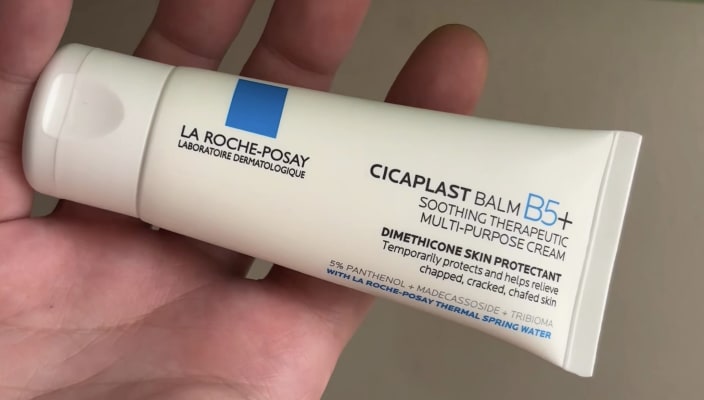 LA ROCHE-POSAY
LABORATOIRE DERMATOLOGIQUE
CICAPLAST BALM B5+
SOOTHING THERAPEUTIC
MULTI-PURPOSE CREAM
DIMETHICONE SKIN PROTECTANT
Temporarily protects and helps relieve
chapped, cracked, chafed skin
5% PANTHENOL + MADECASSOSIDE + TRIBIOMA
WITH LA ROCHE-POSAY THERMAL SPRING WATER